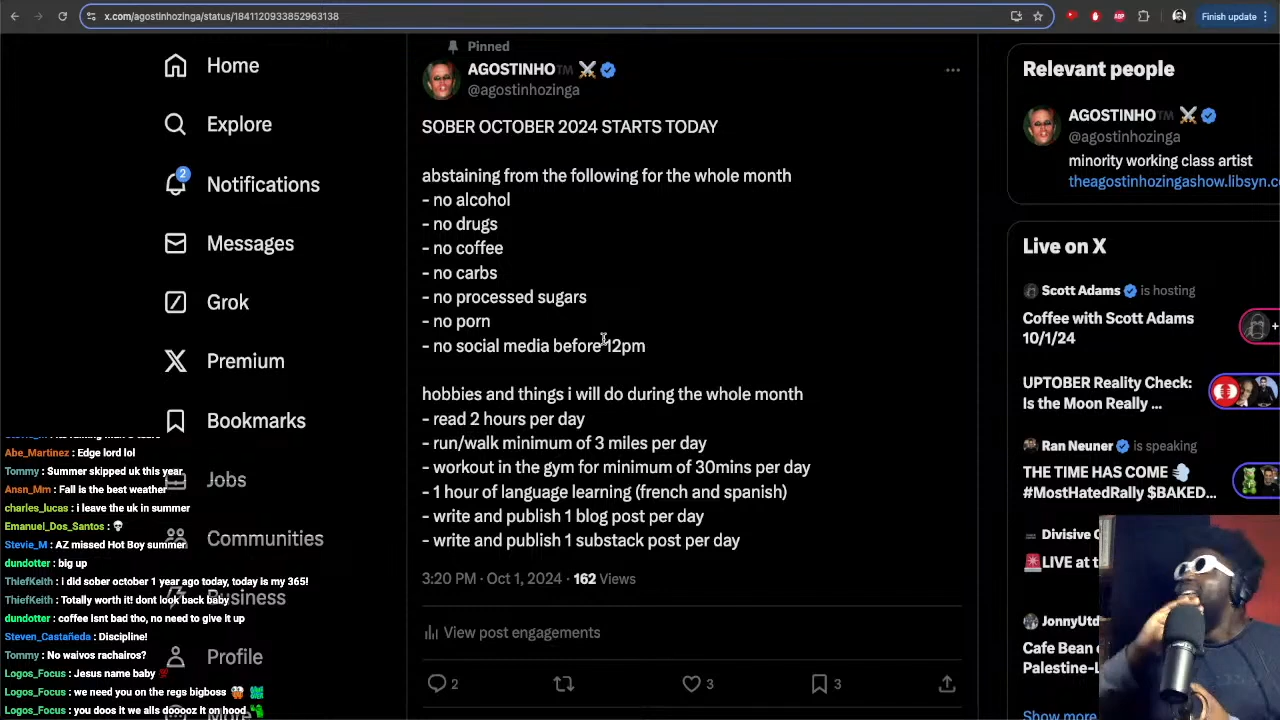 x.com/agostinhozinga/status/1841120933852963138
Finish update
Home
Explore
2
Notifications
Messages
Grok
Premium
Bookmarks
Jobs
Communities
Business
Profile
More
Pinned
AGOSTINHO™ ⚔️
@agostinhozinga
SOBER OCTOBER 2024 STARTS TODAY
abstaining from the following for the whole month
- no alcohol
- no drugs
- no coffee
- no carbs
- no processed sugars
- no porn
- no social media before 12pm
hobbies and things i will do during the whole month
- read 2 hours per day
- run/walk minimum of 3 miles per day
- workout in the gym for minimum of 30mins per day
- 1 hour of language learning (french and spanish)
- write and publish 1 blog post per day
- write and publish 1 substack post per day
3:20 PM · Oct 1, 2024 · 162 Views
View post engagements
2
3
3
Relevant people
AGOSTINHO™ ⚔️
@agostinhozinga
minority working class artist
theagostinhozingashow.libsyn.c
Live on X
Scott Adams is hosting
Coffee with Scott Adams
10/1/24
UPTOBER Reality Check:
Is the Moon Really ...
Ran Neuner is speaking
THE TIME HAS COME
#MostHatedRally $BAKED...
Divisive
LIVE at t
JonnyUtd
Cafe Bean
Palestine-L
Show more
Abe_Martinez : Edge lord lol
Tommy : Summer skipped uk this year
Ansn_Mm : Fall is the best weather
charles_lucas : i leave the uk in summer
Emanuel_Dos_Santos : 💀
Stevie_M : AZ missed Hot Boy summer
dundotter : big up
ThiefKeith : i did sober october 1 year ago today, today is my 365!
ThiefKeith : Totally worth it! dont look back baby
dundotter : coffee isnt bad tho, no need to give it up
Steven_Castañeda : Discipline!
Tommy : No waivos rachairos?
Logos_Focus : Jesus name baby 💯
Logos_Focus : we need you on the regs bigboss
Logos_Focus : you doos it we alls dooooz it on hood